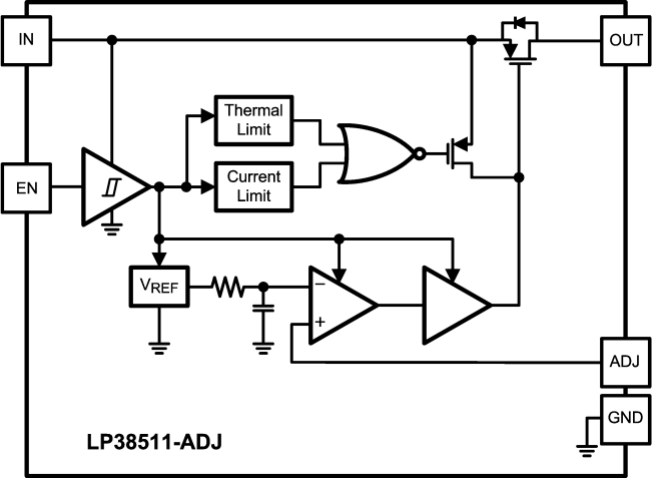 IN
OUT
Thermal
Limit
Current
Limit
EN
VREF
−
+
ADJ
GND
LP38511-ADJ